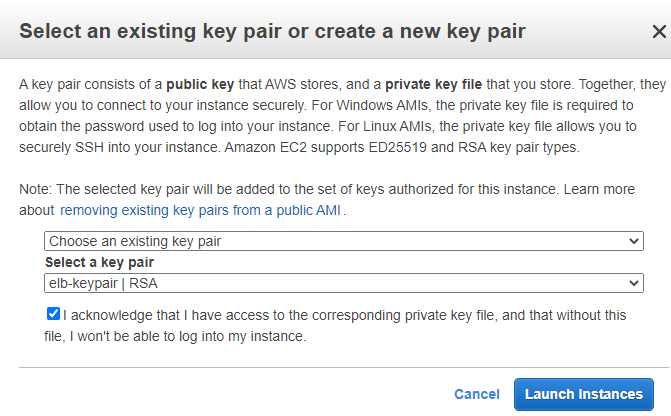 Select an existing key pair or create a new key pair
A key pair consists of a public key that AWS stores, and a private key file that you store. Together, they
allow you to connect to your instance securely. For Windows AMIs, the private key file is required to
obtain the password used to log into your instance. For Linux AMIs, the private key file allows you to
securely SSH into your instance. Amazon EC2 supports ED25519 and RSA key pair types.
Note: The selected key pair will be added to the set of keys authorized for this instance. Learn more
about removing existing key pairs from a public AMI .
Choose an existing key pair
Select a key pair
elb-keypair | RSA
I acknowledge that I have access to the corresponding private key file, and that without this
file, I won't be able to log into my instance.
Cancel Launch Instances